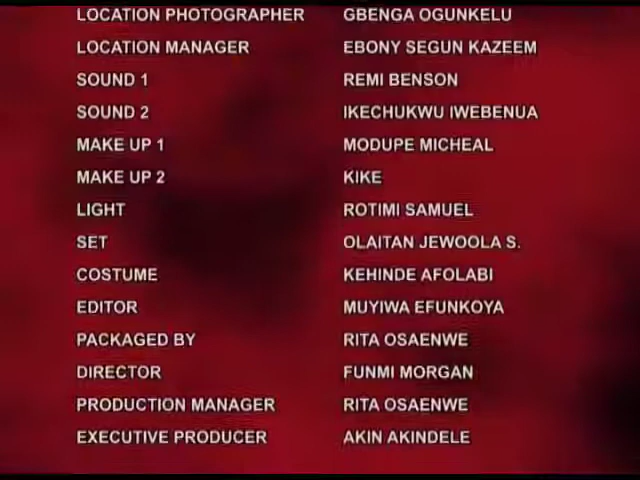 LOCATION PHOTOGRAPHER GBENGA OGUNKELU
LOCATION MANAGER EBONY SEGUN KAZEEM
SOUND 1 REMI BENSON
SOUND 2 IKECHUKWU IWEBENUA
MAKE UP 1 MODUPE MICHEAL
MAKE UP 2 KIKE
LIGHT ROTIMI SAMUEL
SET OLAITAN JEWOOLA S.
COSTUME KEHINDE AFOLABI
EDITOR MUYIWA EFUNKOYA
PACKAGED BY RITA OSAENWE
DIRECTOR FUNMI MORGAN
PRODUCTION MANAGER RITA OSAENWE
EXECUTIVE PRODUCER AKIN AKINDELE